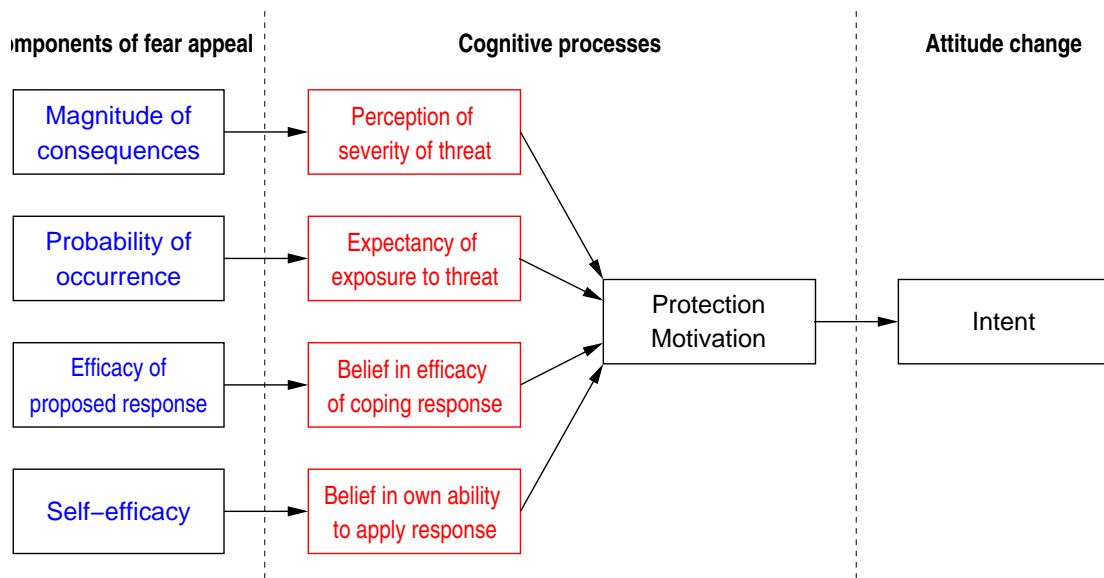 omponents of fear appeal
Cognitive processes
Attitude change
Magnitude of
consequences
Perception of
severity of threat
Probability of
occurrence
Expectancy of
exposure to threat
Protection
Motivation
Intent
Efficacy of
proposed response
Belief in efficacy
of coping response
Self−efficacy
Belief in own ability
to apply response